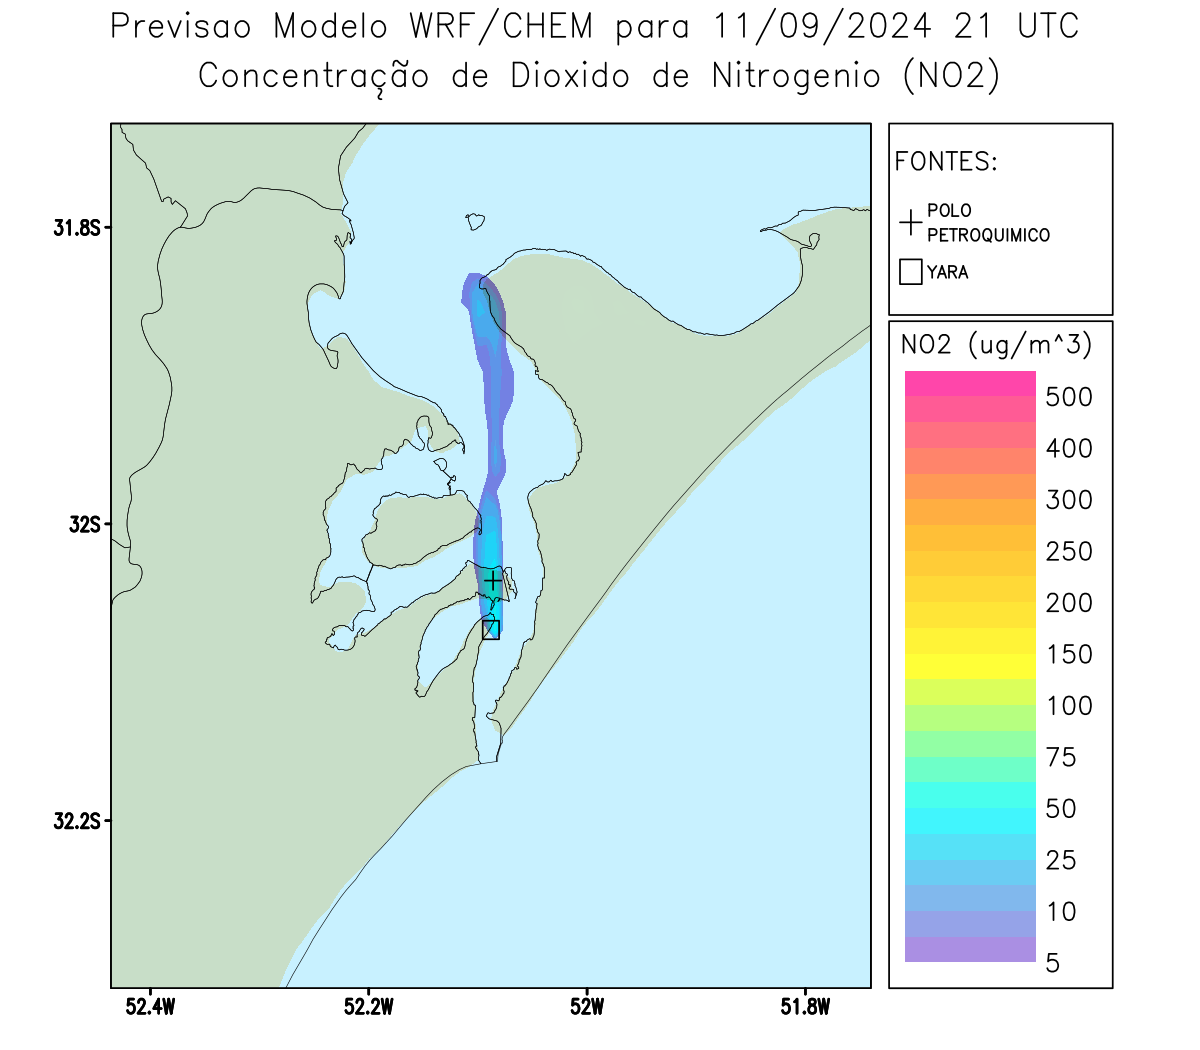 Previsao Modelo WRF/CHEM para 11/09/2024 21 UTC
Concentração de Dioxido de Nitrogenio (NO2)
FONTES:
POLO
PETROQUIMICO
YARA
NO2 (ug/m^3)
500
400
300
250
200
150
100
75
50
25
10
5
31.8S
32S
32.2S
52.4W
52.2W
52W
51.8W